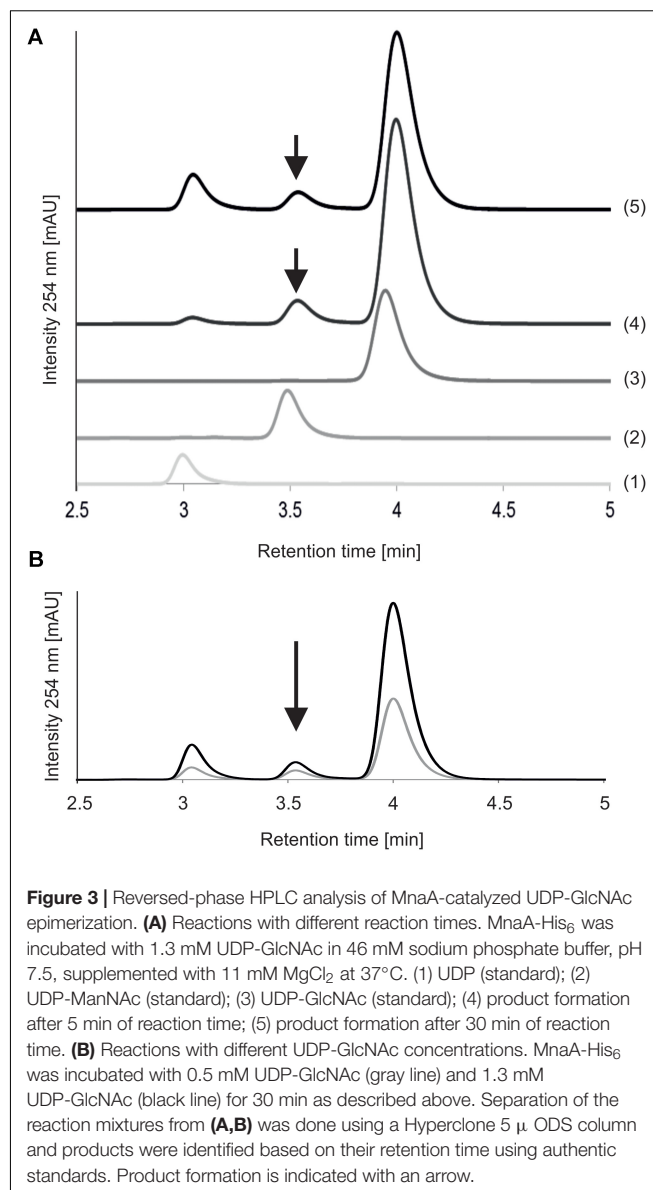 A
Intensity 254 nm [mAU]
(5)
(4)
(3)
(2)
(1)
2.5 3 3.5 4 4.5 5
Retention time [min]
B
Intensity 254 nm [mAU]
2.5 3 3.5 4 4.5 5
Retention time [min]
Figure 3 | Reversed-phase HPLC analysis of MnaA-catalyzed UDP-GlcNAc
epimerization. (A) Reactions with different reaction times. MnaA-His₆ was
incubated with 1.3 mM UDP-GlcNAc in 46 mM sodium phosphate buffer, pH
7.5, supplemented with 11 mM MgCl₂ at 37°C. (1) UDP (standard); (2)
UDP-ManNAc (standard); (3) UDP-GlcNAc (standard); (4) product formation
after 5 min of reaction time; (5) product formation after 30 min of reaction
time. (B) Reactions with different UDP-GlcNAc concentrations. MnaA-His₆
was incubated with 0.5 mM UDP-GlcNAc (gray line) and 1.3 mM
UDP-GlcNAc (black line) for 30 min as described above. Separation of the
reaction mixtures from (A,B) was done using a Hyperclone 5 μ ODS column
and products were identified based on their retention time using authentic
standards. Product formation is indicated with an arrow.